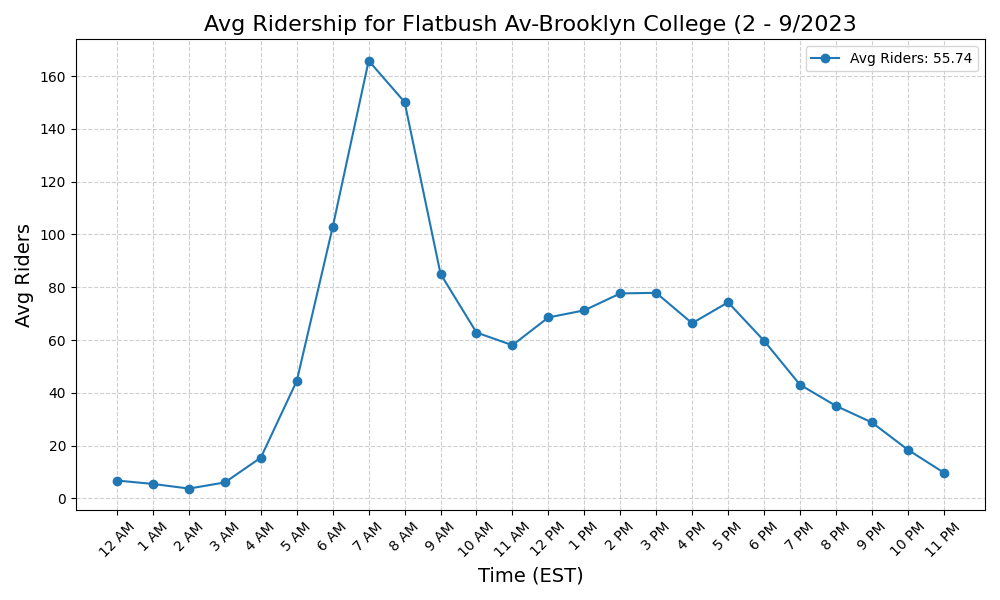 Avg Ridership for Flatbush Av-Brooklyn College (2 - 9/2023
Avg Riders: 55.74
Avg Riders
160
140
120
100
80
60
40
20
0
12 AM 1 AM 2 AM 3 AM 4 AM 5 AM 6 AM 7 AM 8 AM 9 AM 10 AM 11 AM 12 PM 1 PM 2 PM 3 PM 4 PM 5 PM 6 PM 7 PM 8 PM 9 PM 10 PM 11 PM
Time (EST)